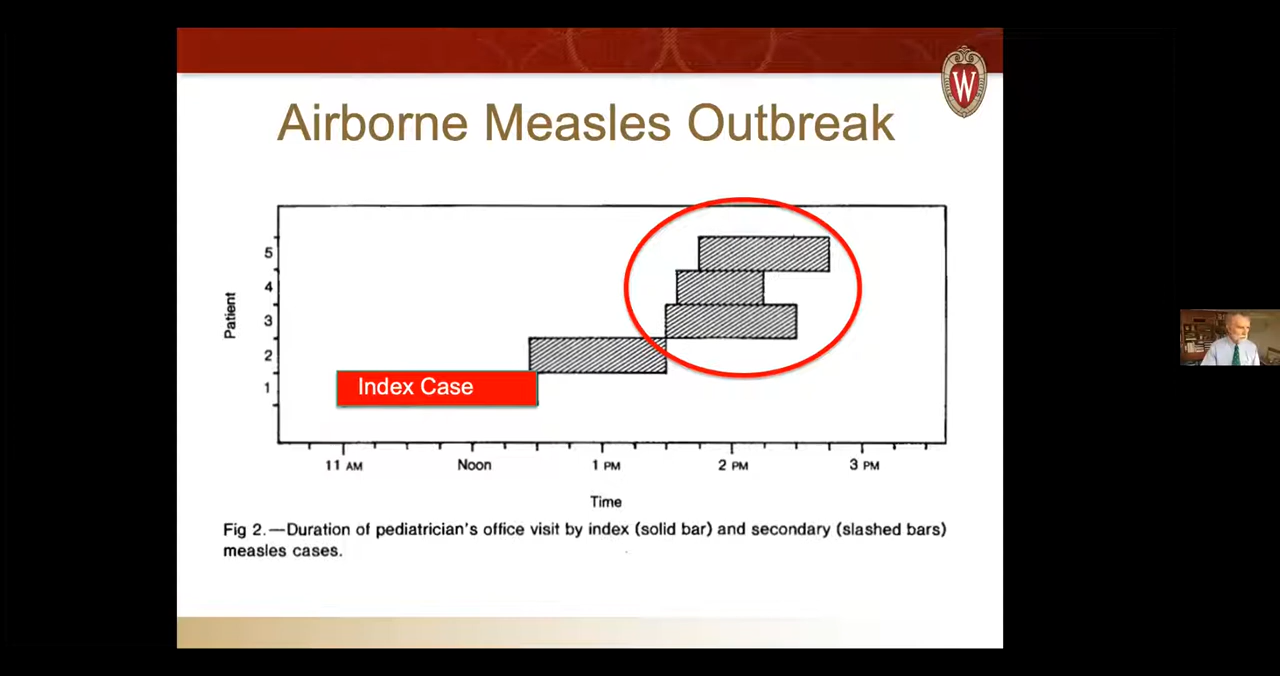 W
Airborne Measles Outbreak
Patient
5
4
3
2
1
Index Case
11 AM Noon 1 PM 2 PM 3 PM
Time
Fig 2.—Duration of pediatrician's office visit by index (solid bar) and secondary (slashed bars)
measles cases.